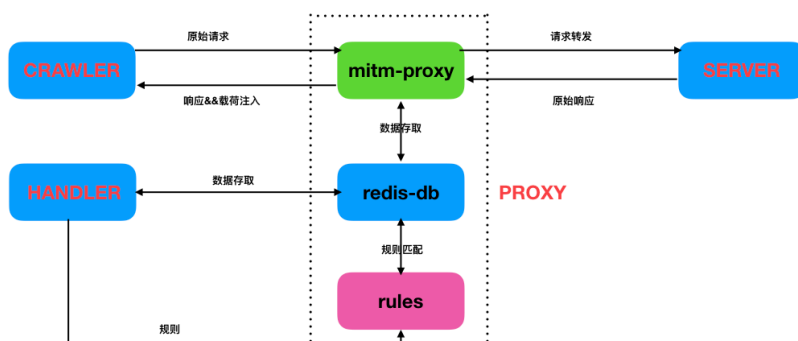 原始请求
请求转发
CRAWLER
mitm-proxy
SERVER
响应&&载荷注入
原始响应
数据存取
数据存取
HANDLER
redis-db
PROXY
规则匹配
rules
规则